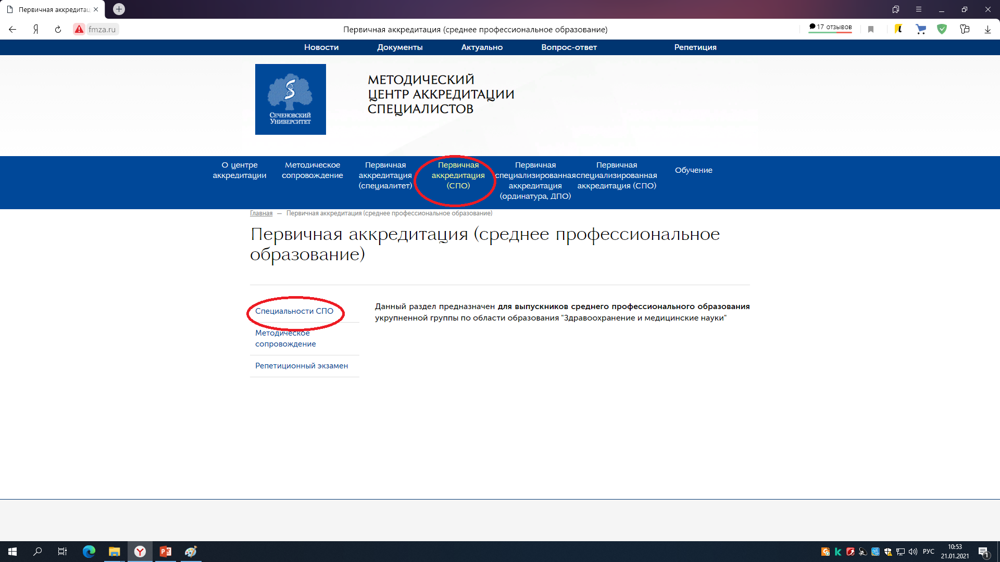 Первичная аккредитац
fmza.ru
Первичная аккредитация (среднее профессиональное образование)
17 отзывов
Новости
Документы
Актуально
Вопрос-ответ
Репетиция
СЕЧЕНОВСКИЙ
УНИВЕРСИТЕТ
МЕТОДИЧЕСКИЙ
ЦЕНТР АККРЕДИТАЦИИ
СПЕЦИАЛИСТОВ
О центре
аккредитации
Методическое
сопровождение
Первичная
аккредитация
(специалитет)
Первичная
аккредитация
(СПО)
Первичная
специализированная
аккредитация
(ординатура, ДПО)
Первичная
специализированная
аккредитация (СПО)
Обучение
Главная — Первичная аккредитация (среднее профессиональное образование)
Первичная аккредитация (среднее профессиональное
образование)
Специальности СПО
Методическое
сопровождение
Репетиционный экзамен
Данный раздел предназначен для выпускников среднего профессионального образования
укрупненной группы по области образования "Здравоохранение и медицинские науки"
РУС
10:53
21.01.2021
1